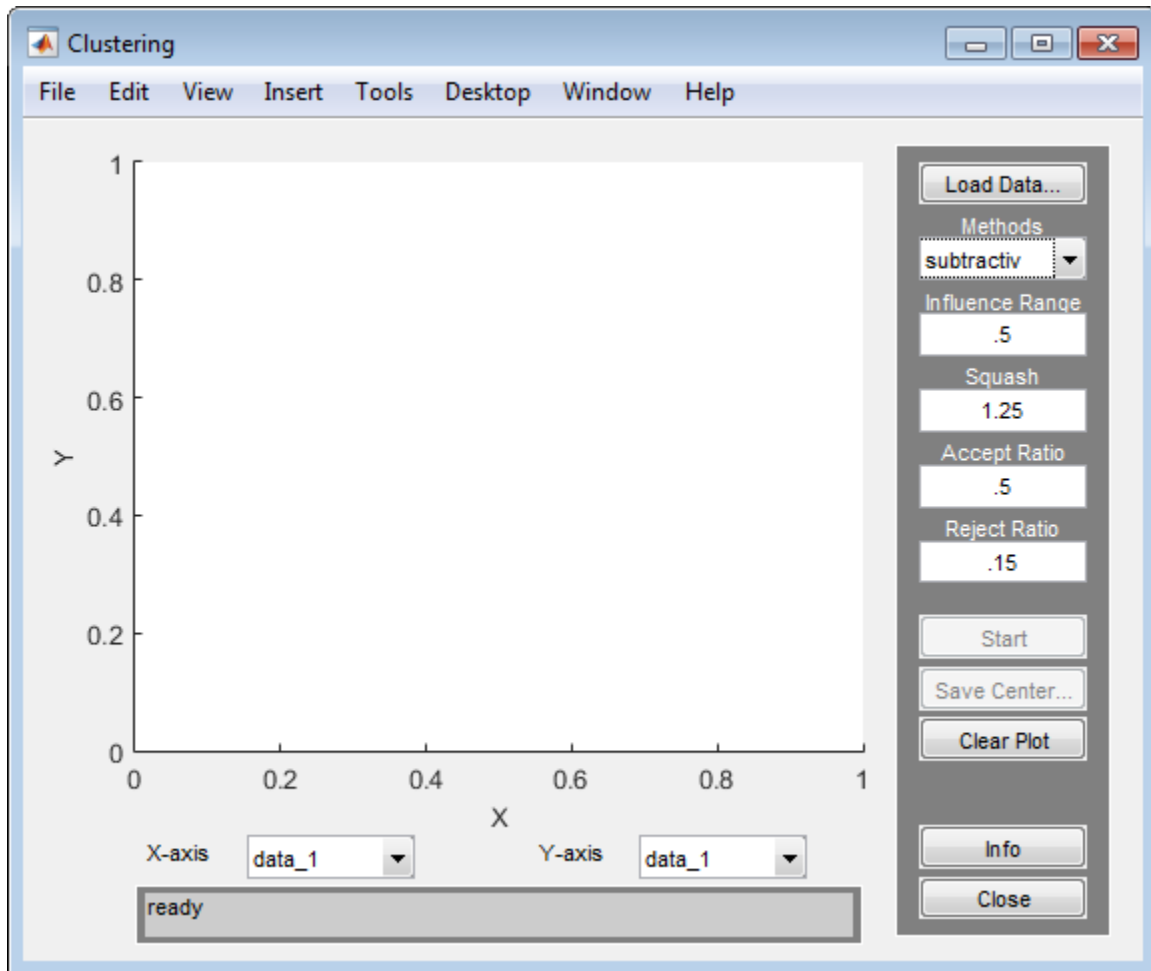 Clustering
File Edit View Insert Tools Desktop Window Help
1
0.8
0.6
0.4
0.2
0
Y
0 0.2 0.4 0.6 0.8 1
X
X-axis data_1 Y-axis data_1
ready
Load Data...
Methods
subtractiv
Influence Range
.5
Squash
1.25
Accept Ratio
.5
Reject Ratio
.15
Start
Save Center...
Clear Plot
Info
Close